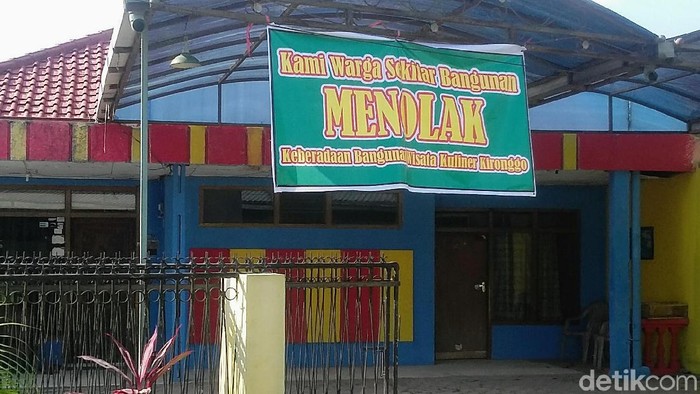 Kami Warga Sekitar Bangunan
MENOLAK
Keberadaan Bangunan Wisata Kuliner Kironggo
detikcom